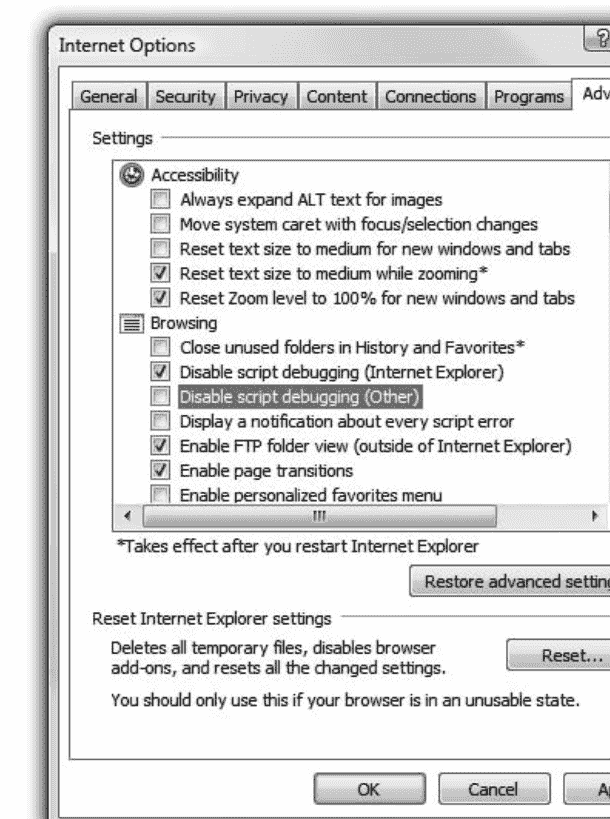 Internet Options
General Security Privacy Content Connections Programs Adv
Settings
Accessibility
Always expand ALT text for images
Move system caret with focus/selection changes
Reset text size to medium for new windows and tabs
Reset text size to medium while zooming*
Reset Zoom level to 100% for new windows and tabs
Browsing
Close unused folders in History and Favorites*
Disable script debugging (Internet Explorer)
Disable script debugging (Other)
Display a notification about every script error
Enable FTP folder view (outside of Internet Explorer)
Enable page transitions
Enable personalized favorites menu
*Takes effect after you restart Internet Explorer
Restore advanced setting
Reset Internet Explorer settings
Deletes all temporary files, disables browser
add-ons, and resets all the changed settings.
Reset...
You should only use this if your browser is in an unusable state.
OK Cancel Ap